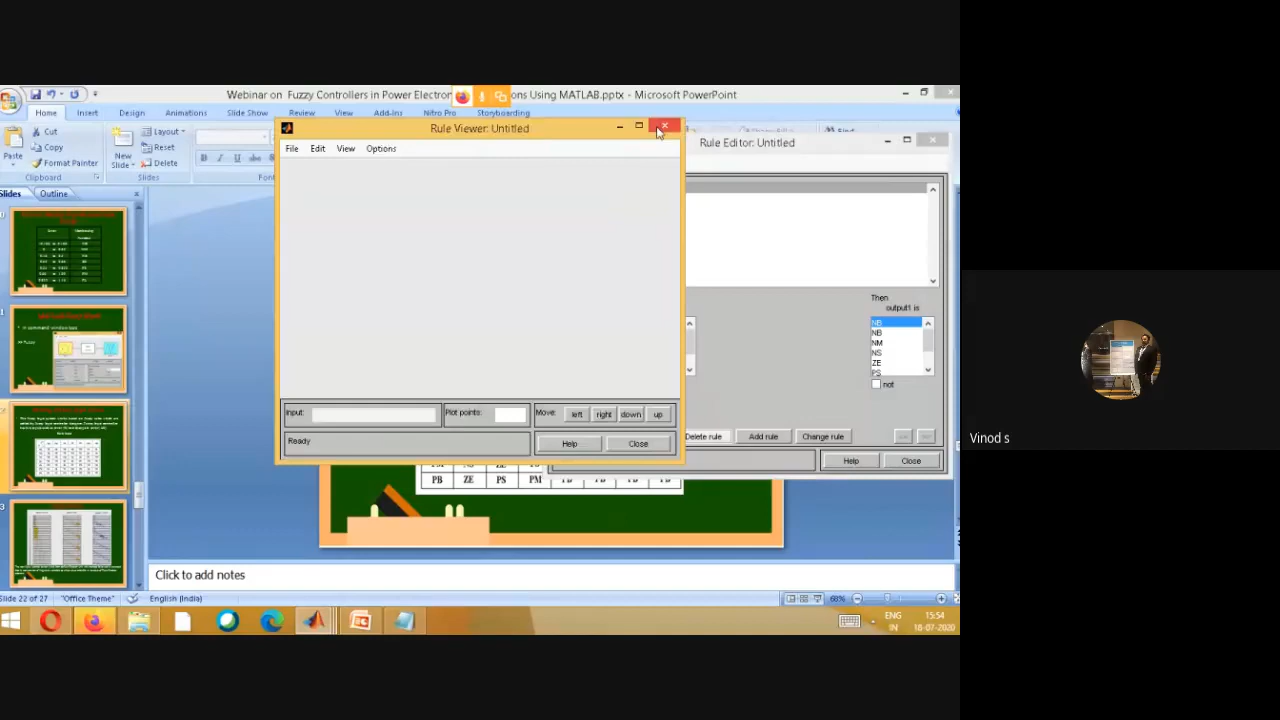 Webinar on Fuzzy Controllers in Power Electron
ons Using MATLAB.pptx - Microsoft PowerPoint
Home
Insert
Design
Animations
Slide Show
Review
View
Add-Ins
Nitro Pro
Storyboarding
Paste
Cut
Copy
Format Painter
Clipboard
New
Slide
Layout
Reset
Delete
Slides
Font
Slides
Outline
Rule Viewer: Untitled
File
Edit
View
Options
Input:
Plot points:
Move:
left
right
down
up
Ready
Help
Close
Rule Editor: Untitled
Then
output1 is
NB
NB
NM
NS
ZE
PS
not
Delete rule
Add rule
Change rule
Help
Close
PB ZE PS PM
Click to add notes
Slide 22 of 27
"Office Theme"
English (India)
68%
ENG
IN
15:54
18-07-2020
Vinod s